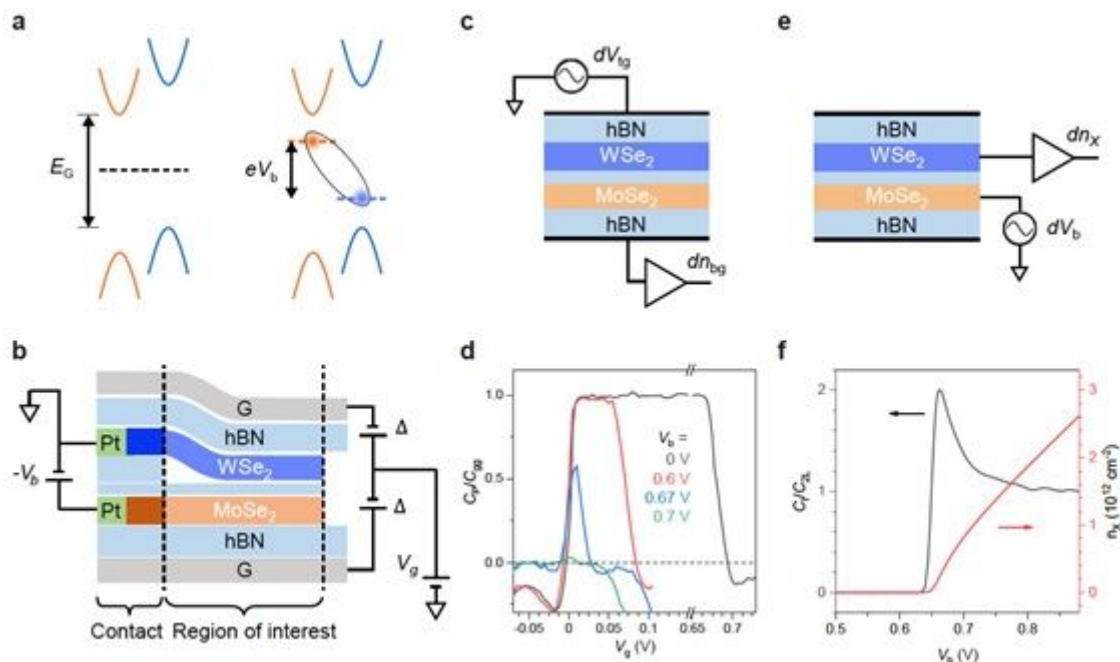 a
E_G
eV_b
b
G
hBN
Pt
WSe₂
-V_b
Pt
MoSe₂
hBN
G
Δ
Δ
V_g
Contact
Region of interest
c
dV_tg
hBN
WSe₂
MoSe₂
hBN
dn_bg
d
C_p/C_gg
1.0
0.0
V_b =
0 V
0.6 V
0.67 V
0.7 V
-0.05
0
0.05
0.1
0.65
0.7
V_g (V)
e
hBN
WSe₂
MoSe₂
hBN
dn_X
dV_b
f
C_I/C_2L
2
1
0
n_X (10¹² cm⁻²)
3
2
1
0
0.5
0.6
0.7
0.8
V_b (V)